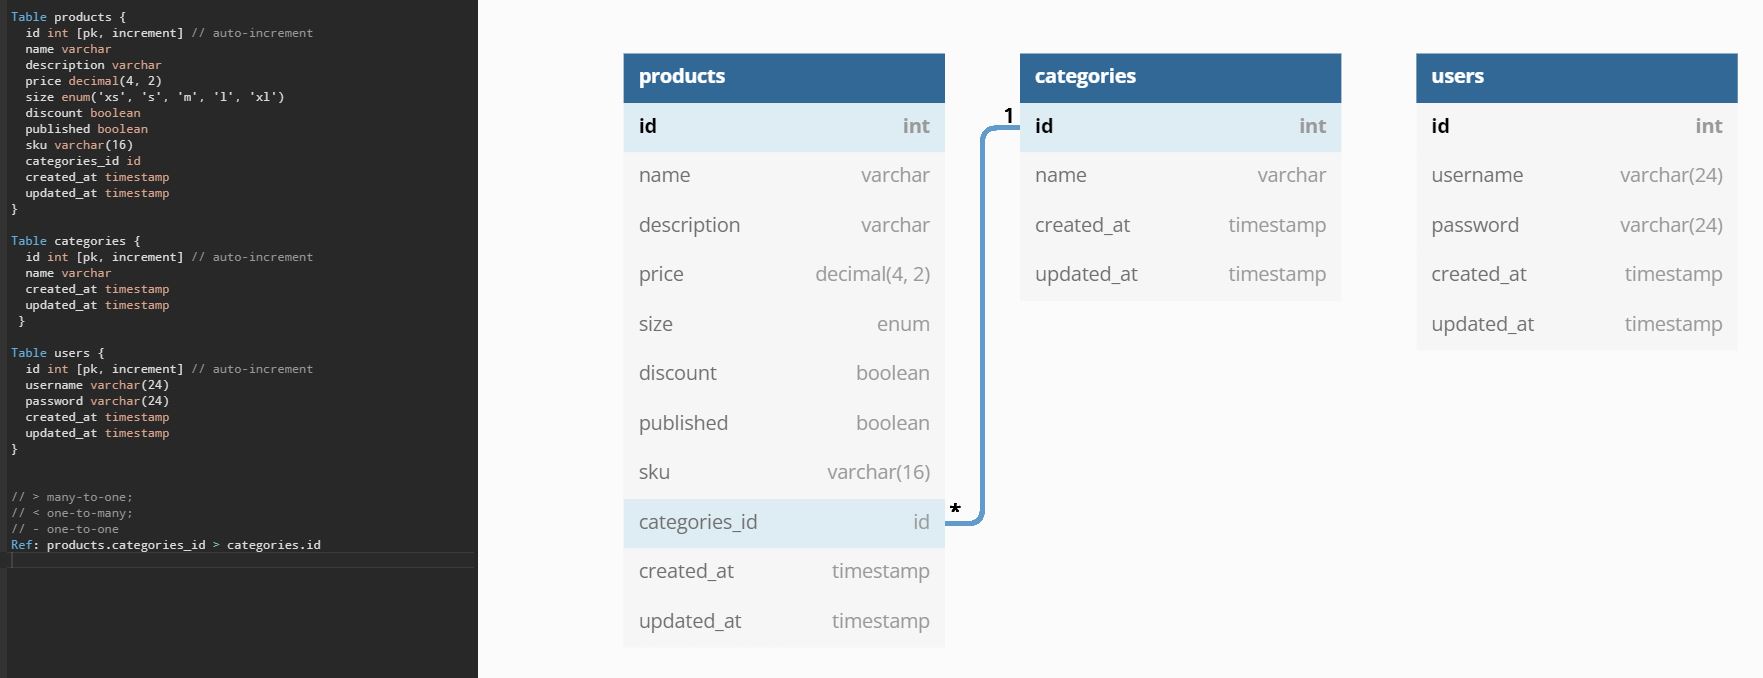 Table products {
id int [pk, increment] // auto-increment
name varchar
description varchar
price decimal(4, 2)
size enum('xs', 's', 'm', 'l', 'xl')
discount boolean
published boolean
sku varchar(16)
categories_id id
created_at timestamp
updated_at timestamp
}
Table categories {
id int [pk, increment] // auto-increment
name varchar
created_at timestamp
updated_at timestamp
}
Table users {
id int [pk, increment] // auto-increment
username varchar(24)
password varchar(24)
created_at timestamp
updated_at timestamp
}
// > many-to-one;
// < one-to-many;
// - one-to-one
Ref: products.categories_id > categories.id
products
id int
name varchar
description varchar
price decimal(4, 2)
size enum
discount boolean
published boolean
sku varchar(16)
categories_id id
created_at timestamp
updated_at timestamp
*
1
categories
id int
name varchar
created_at timestamp
updated_at timestamp
users
id int
username varchar(24)
password varchar(24)
created_at timestamp
updated_at timestamp